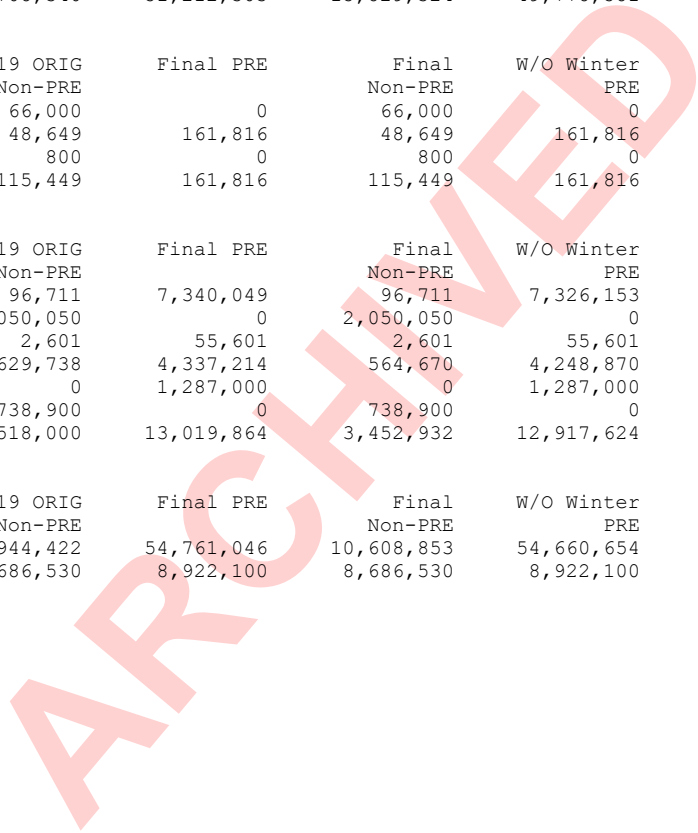 19 ORIG Final PRE Final W/O Winter
Non-PRE Non-PRE PRE
66,000 0 66,000 0
48,649 161,816 48,649 161,816
800 0 800 0
115,449 161,816 115,449 161,816
19 ORIG Final PRE Final W/O Winter
Non-PRE Non-PRE PRE
96,711 7,340,049 96,711 7,326,153
050,050 0 2,050,050 0
2,601 55,601 2,601 55,601
629,738 4,337,214 564,670 4,248,870
0 1,287,000 0 1,287,000
738,900 0 738,900 0
518,000 13,019,864 3,452,932 12,917,624
19 ORIG Final PRE Final W/O Winter
Non-PRE Non-PRE PRE
944,422 54,761,046 10,608,853 54,660,654
686,530 8,922,100 8,686,530 8,922,100
ARCHIVED